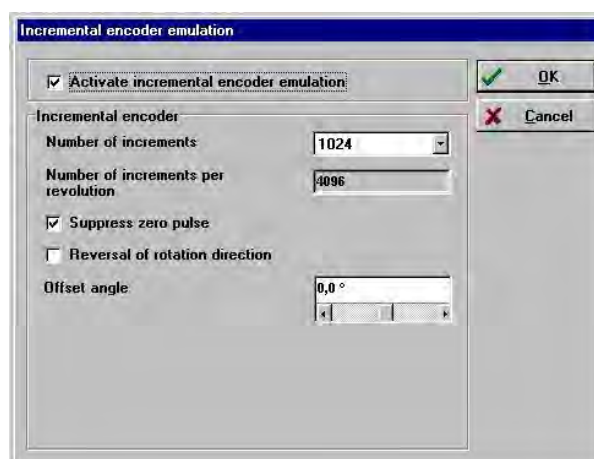 Incremental encoder emulation
Activate incremental encoder emulation
OK
Cancel
Incremental encoder
Number of increments
1024
Number of increments per
revolution
4096
Suppress zero pulse
Reversal of rotation direction
Offset angle
0,0 °